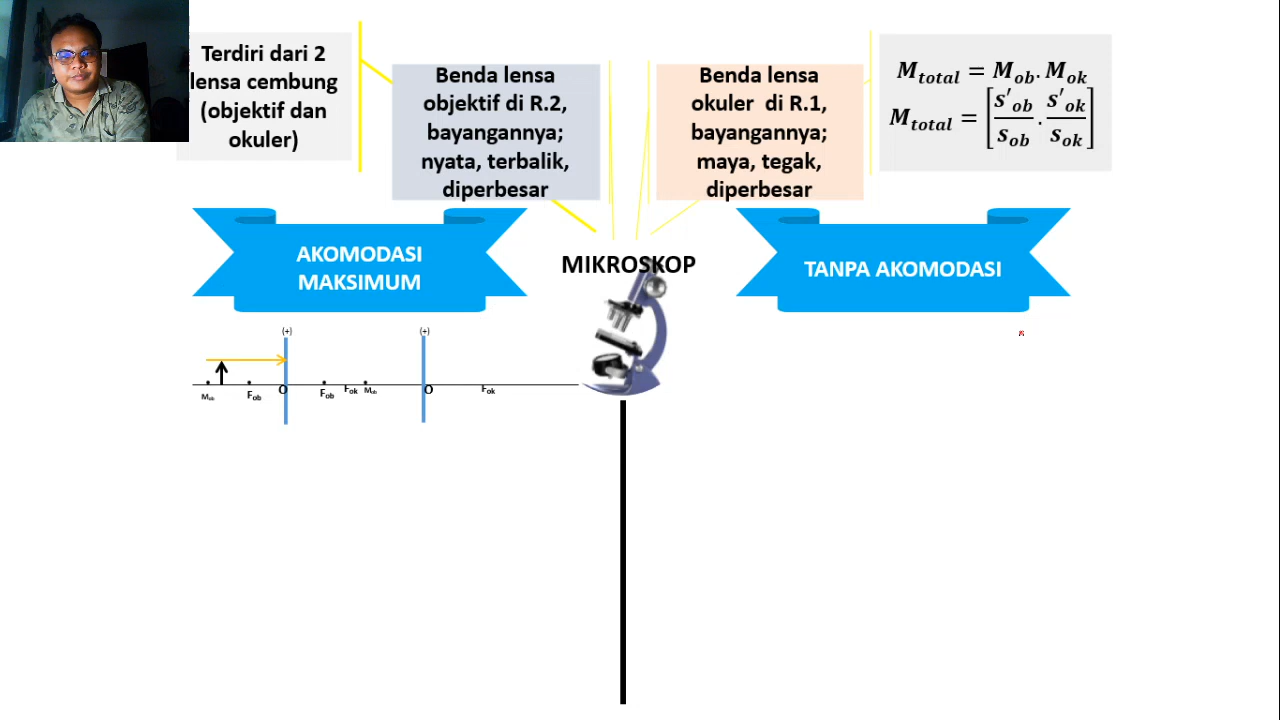 Terdiri dari 2
lensa cembung
(objektif dan
okuler)
Benda lensa
objektif di R.2,
bayangannya;
nyata, terbalik,
diperbesar
Benda lensa
okuler di R.1,
bayangannya;
maya, tegak,
diperbesar
M_total = M_ob. M_ok
M_total = [s'_ob/s_ob . s'_ok/s_ok]
AKOMODASI
MAKSIMUM
MIKROSKOP
TANPA AKOMODASI
(+) (+)
M_ob F_ob O F_ob F_ok M_ob O F_ok